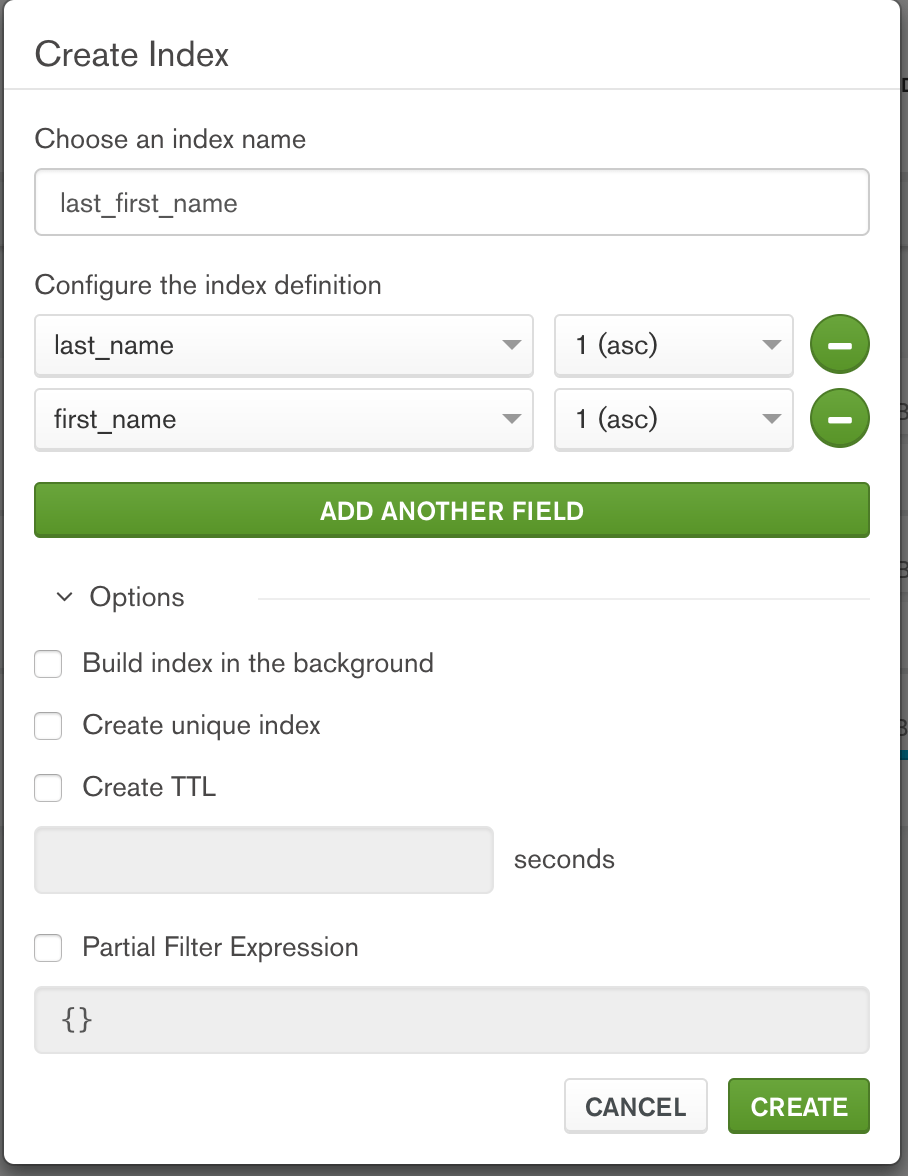 Create Index
Choose an index name
last_first_name
Configure the index definition
last_name 1 (asc)
first_name 1 (asc)
ADD ANOTHER FIELD
Options
Build index in the background
Create unique index
Create TTL
seconds
Partial Filter Expression
{}
CANCEL CREATE